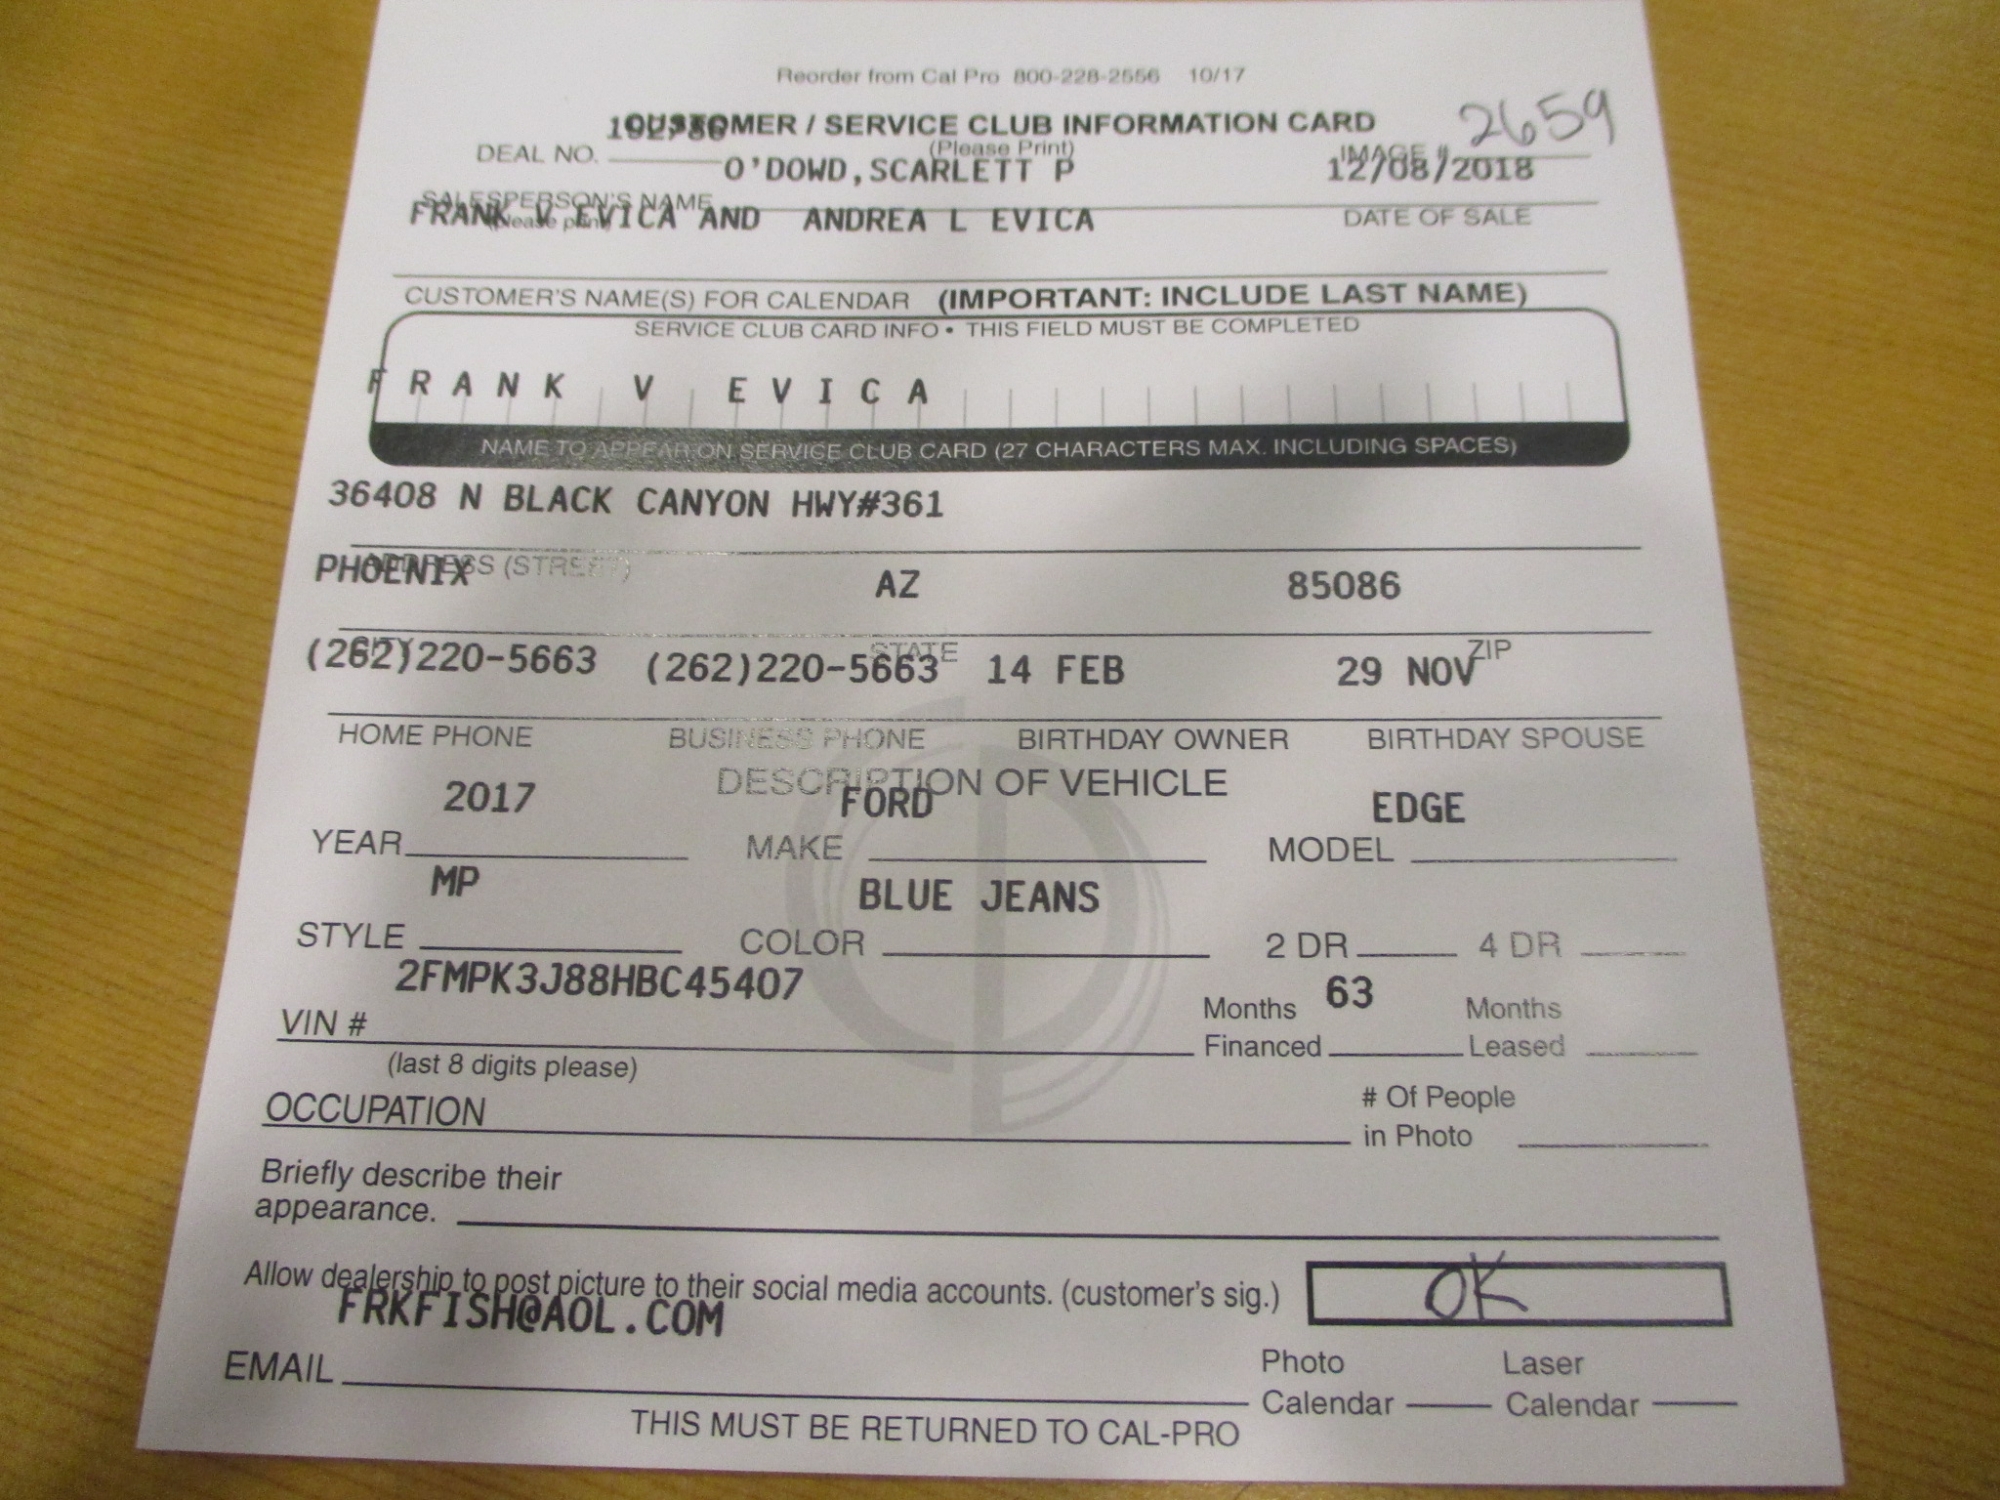 Reorder from Cal Pro 800-228-2556 10/17
CUSTOMER / SERVICE CLUB INFORMATION CARD 2659
DEAL NO. (Please Print) IMAGE #
O'DOWD,SCARLETT P 12/08/2018
SALESPERSON'S NAME
(please print) DATE OF SALE
FRANK V EVICA AND ANDREA L EVICA
CUSTOMER'S NAME(S) FOR CALENDAR (IMPORTANT: INCLUDE LAST NAME)
SERVICE CLUB CARD INFO • THIS FIELD MUST BE COMPLETED
FRANK V EVICA
NAME TO APPEAR ON SERVICE CLUB CARD (27 CHARACTERS MAX. INCLUDING SPACES)
36408 N BLACK CANYON HWY#361
ADDRESS (STREET)
PHOENIX AZ 85086
CITY STATE ZIP
(262)220-5663 (262)220-5663 14 FEB 29 NOV
HOME PHONE BUSINESS PHONE BIRTHDAY OWNER BIRTHDAY SPOUSE
DESCRIPTION OF VEHICLE
2017 FORD EDGE
YEAR MAKE MODEL
MP BLUE JEANS
STYLE COLOR 2 DR 4 DR
2FMPK3J88HBC45407 63
VIN # Months Financed Months Leased
(last 8 digits please)
OCCUPATION # Of People in Photo
Briefly describe their
appearance.
Allow dealership to post picture to their social media accounts. (customer's sig.) OK
FRKFISH@AOL.COM
EMAIL Photo Calendar Laser Calendar
THIS MUST BE RETURNED TO CAL-PRO